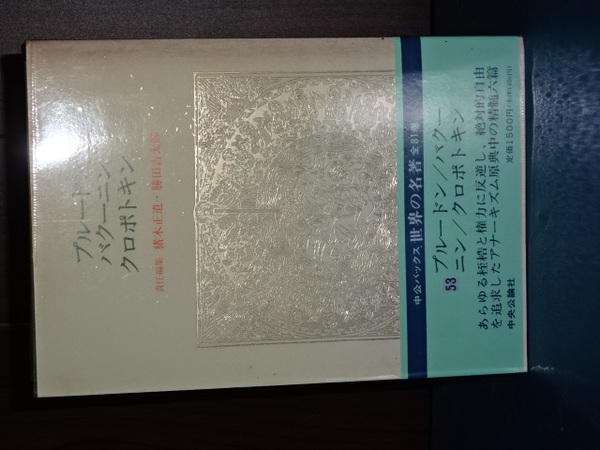 プルードン
バクーニン
クロポトキン
責任編集 猪木正道・勝田吉太郎
中公バックス 世界の名著 全81巻
53
プルードン/バクー
ニン/クロポトキン
あらゆる桎梏と権力に反逆し、絶対的自由
を追求したアナーキズム原典中の精髄六篇
定価1500円
中央公論社